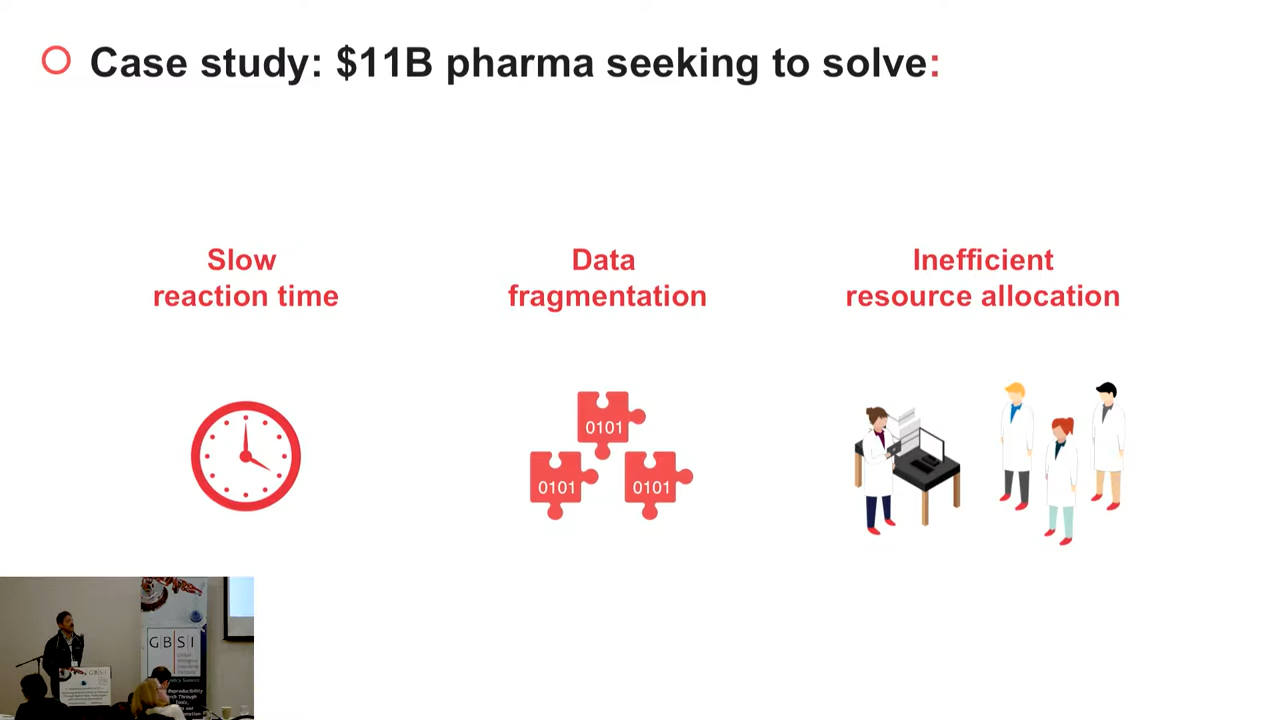 Case study: $11B pharma seeking to solve:
Slow
reaction time
Data
fragmentation
Inefficient
resource allocation
0101
0101
0101
GBSI
GBSI